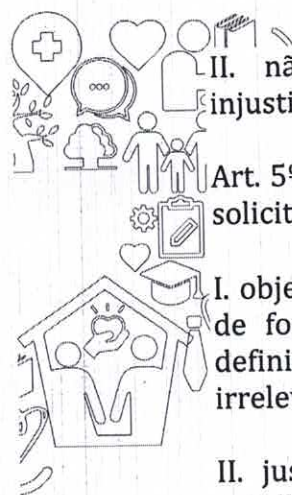 II. nã
injusti
Art. 5º
solicit
I. obje
de fo
defini
irrelev
II. jus